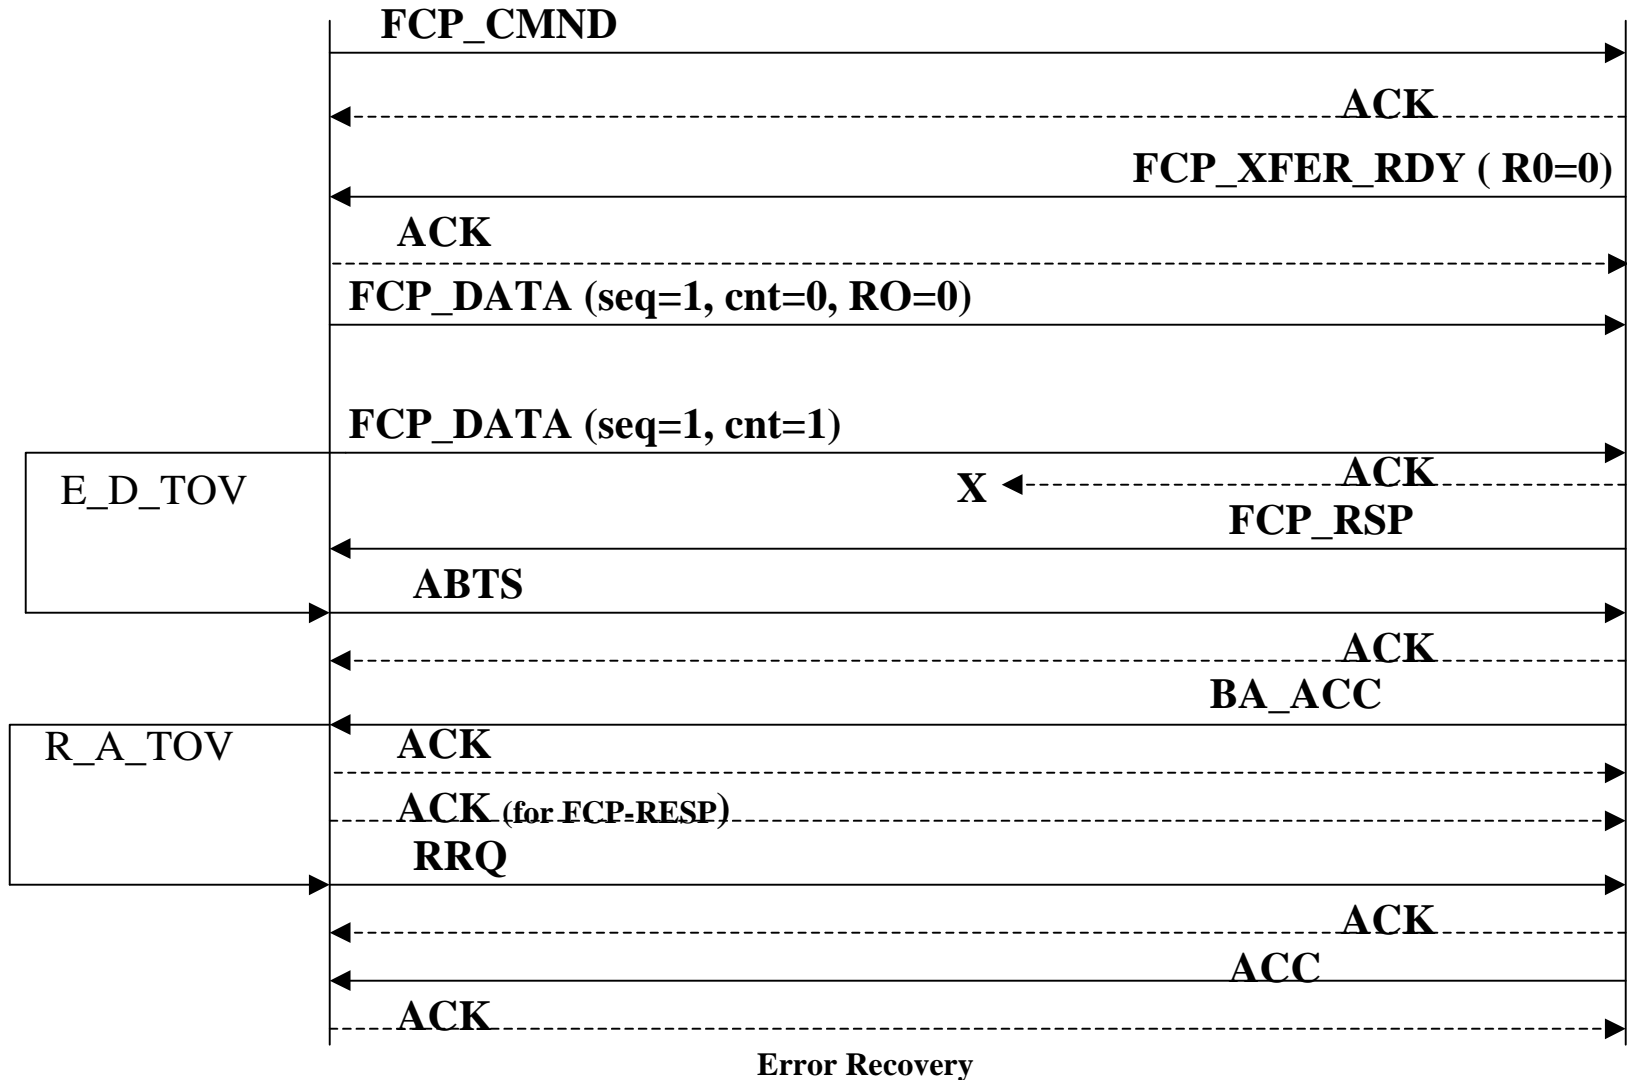 FCP_CMND
ACK
FCP_XFER_RDY ( R0=0)
ACK
FCP_DATA (seq=1, cnt=0, RO=0)
FCP_DATA (seq=1, cnt=1)
E_D_TOV
X
ACK
FCP_RSP
ABTS
ACK
BA_ACC
R_A_TOV
ACK
ACK (for FCP-RESP)
RRQ
ACK
ACC
ACK
Error Recovery